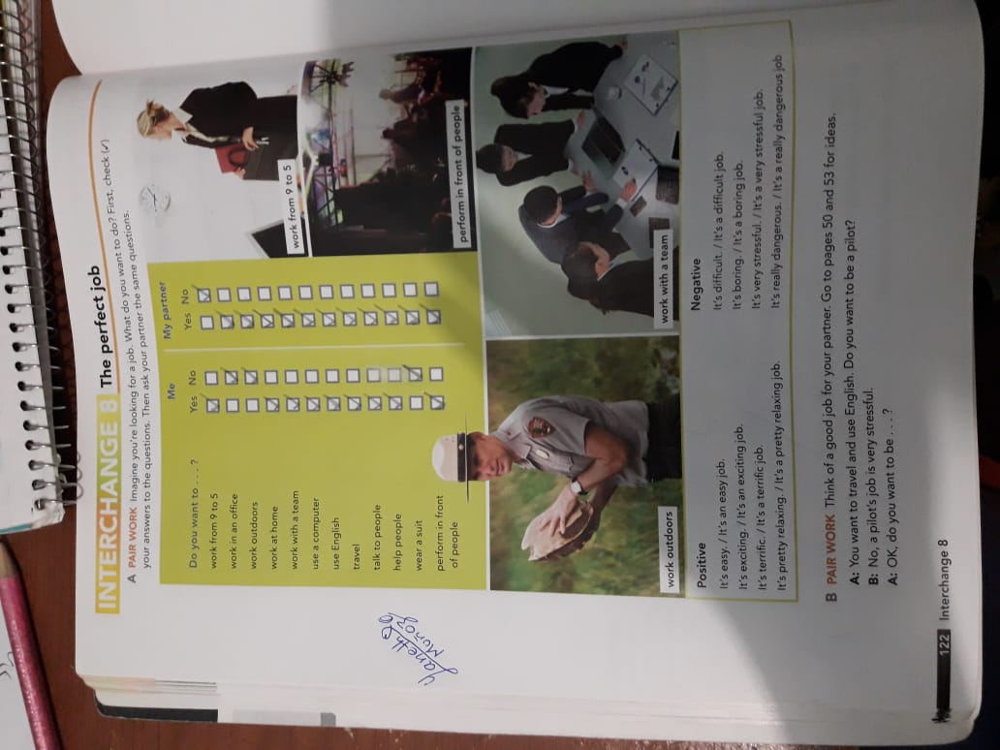 INTERCHANGE 8 The perfect job
A PAIR WORK Imagine you're looking for a job. What do you want to do? First, check (✓)
your answers to the questions. Then ask your partner the same questions.
Me My partner
Do you want to . . . ? Yes No Yes No
work from 9 to 5
work in an office
work outdoors
work at home
work with a team
use a computer
use English
travel
talk to people
help people
wear a suit
perform in front
of people
work from 9 to 5
perform in front of people
work outdoors
work with a team
Positive
It's easy. / It's an easy job.
It's exciting. / It's an exciting job.
It's terrific. / It's a terrific job.
It's pretty relaxing. / It's a pretty relaxing job.
Negative
It's difficult. / It's a difficult job.
It's boring. / It's a boring job.
It's very stressful. / It's a very stressful job.
It's really dangerous. / It's a really dangerous job
B PAIR WORK Think of a good job for your partner. Go to pages 50 and 53 for ideas.
A: You want to travel and use English. Do you want to be a pilot?
B: No, a pilot's job is very stressful.
A: OK, do you want to be . . . ?
122 Interchange 8
Muñoz